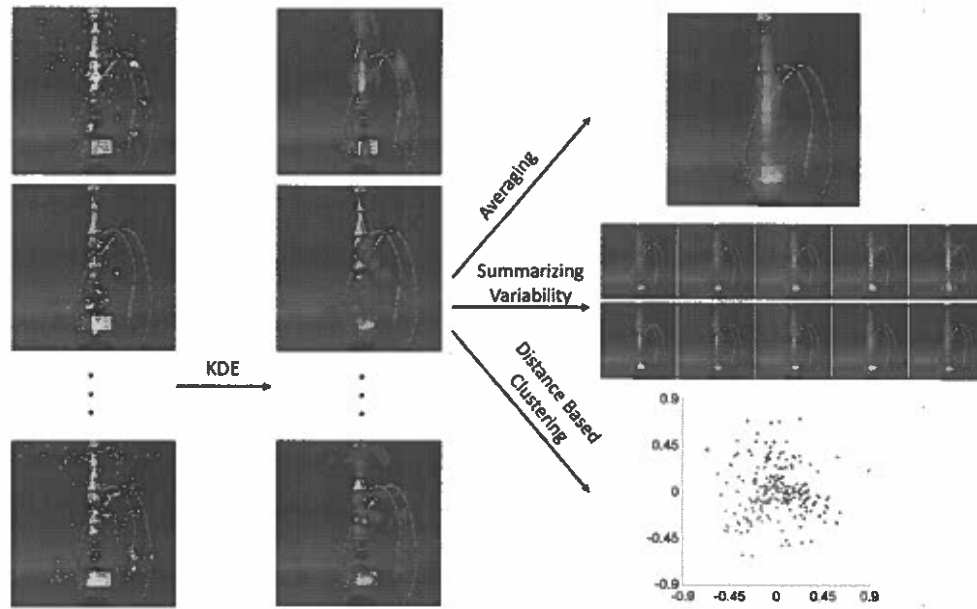 Averaging
Summarizing
Variability
KDE
Distance Based
Clustering
0.9
0.45
0
-0.45
-0.9
-0.9
-0.45
0
0.45
0.9